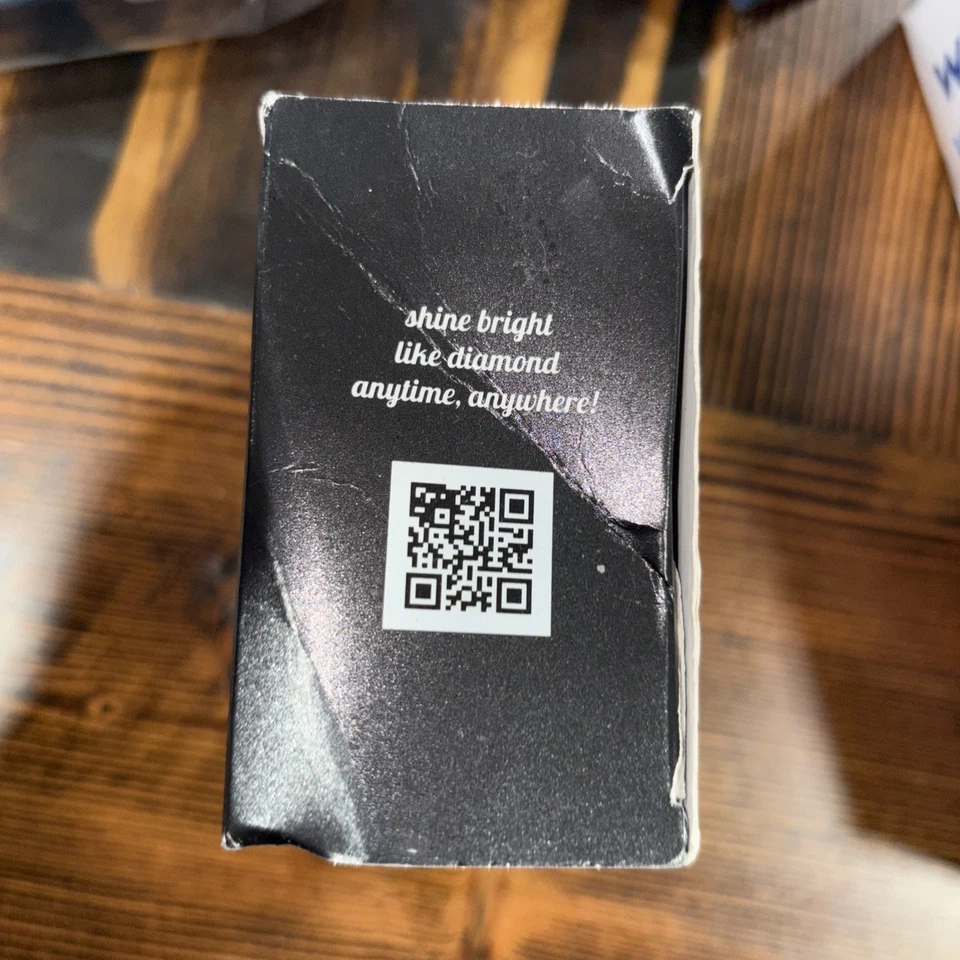 shine bright
like diamond
anytime, anywhere!